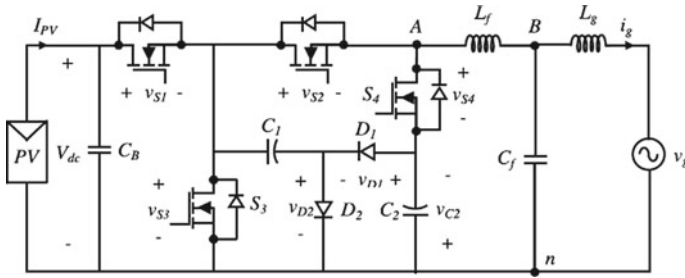 I_PV
A
L_f
B
L_g
i_g
+
+ v_S1 -
+ v_S2 -
S_4
+
v_S4
-
PV
V_dc
C_B
C_1
D_1
C_f
+
v_S3
-
S_3
+
v_D2
-
D_2
- v_D1 +
C_2
-
v_C2
+
-
n